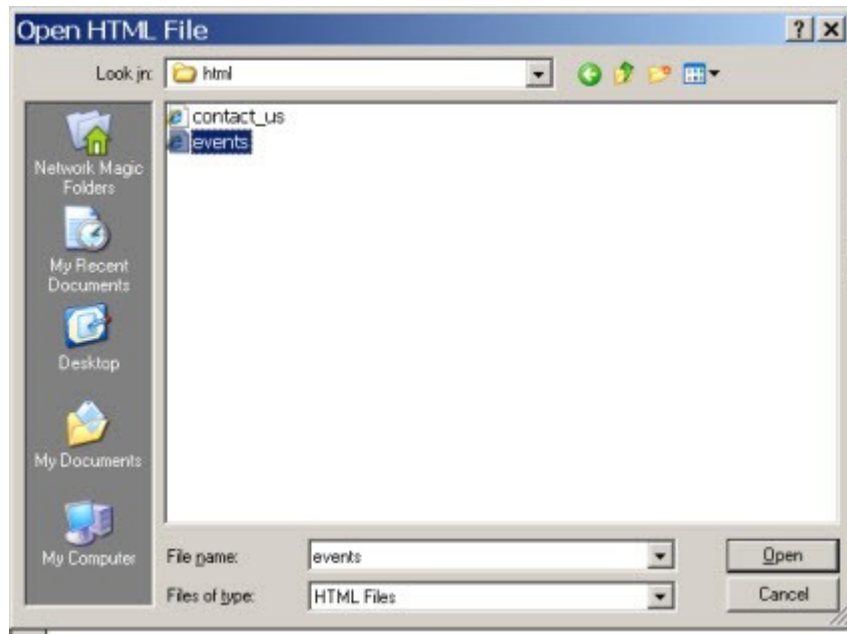 Open HTML File
Look in: html
contact_us
events
Network Magic
Folders
My Recent
Documents
Desktop
My Documents
My Computer
File name: events Open
Files of type: HTML Files Cancel